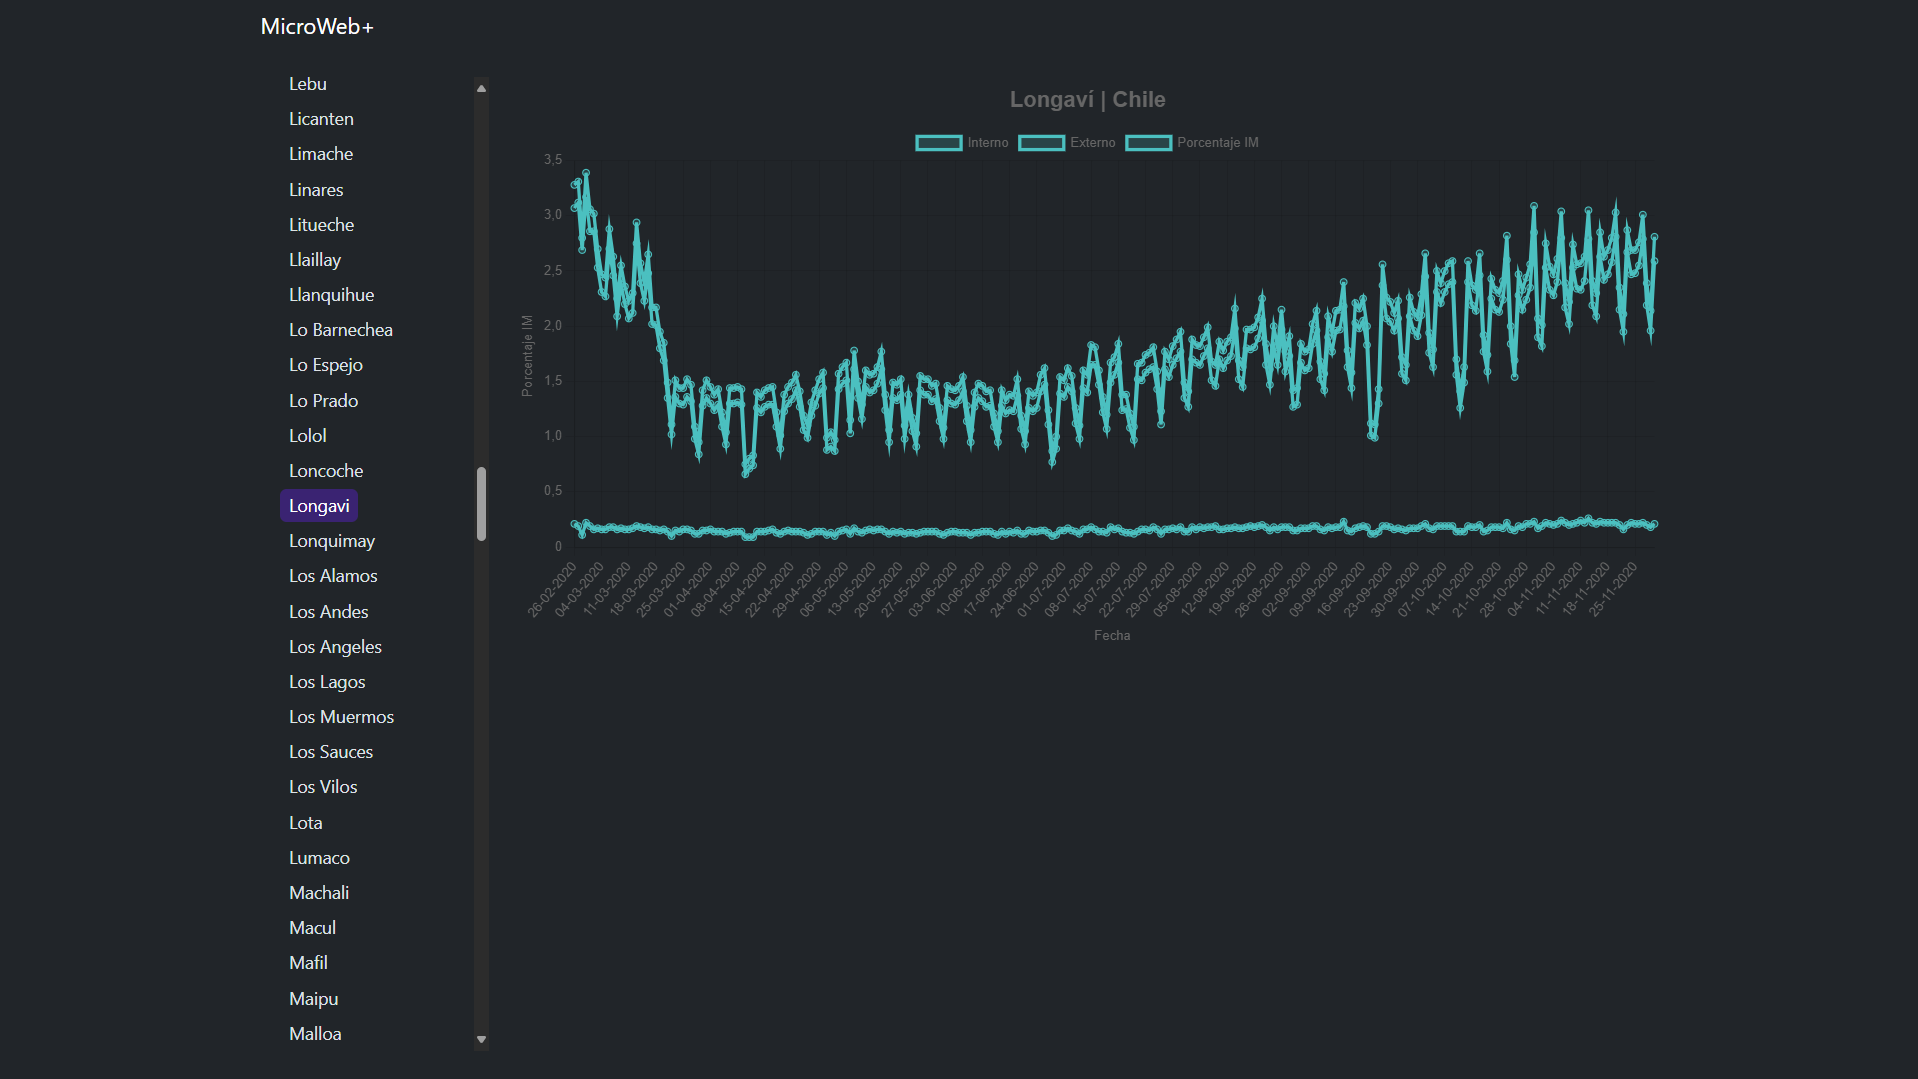 MicroWeb+
Lebu
Licanten
Limache
Linares
Litueche
Llaillay
Llanquihue
Lo Barnechea
Lo Espejo
Lo Prado
Lolol
Loncoche
Longavi
Lonquimay
Los Alamos
Los Andes
Los Angeles
Los Lagos
Los Muermos
Los Sauces
Los Vilos
Lota
Lumaco
Machali
Macul
Mafil
Maipu
Malloa
Longaví | Chile
Interno Externo Porcentaje IM
Porcentaje IM
3,5
3,0
2,5
2,0
1,5
1,0
0,5
0
26-02-2020 04-03-2020 11-03-2020 18-03-2020 25-03-2020 01-04-2020 08-04-2020 15-04-2020 22-04-2020 29-04-2020 06-05-2020 13-05-2020 20-05-2020 27-05-2020 03-06-2020 10-06-2020 17-06-2020 24-06-2020 01-07-2020 08-07-2020 15-07-2020 22-07-2020 29-07-2020 05-08-2020 12-08-2020 19-08-2020 26-08-2020 02-09-2020 09-09-2020 16-09-2020 23-09-2020 30-09-2020 07-10-2020 14-10-2020 21-10-2020 28-10-2020 04-11-2020 11-11-2020 18-11-2020 25-11-2020
Fecha